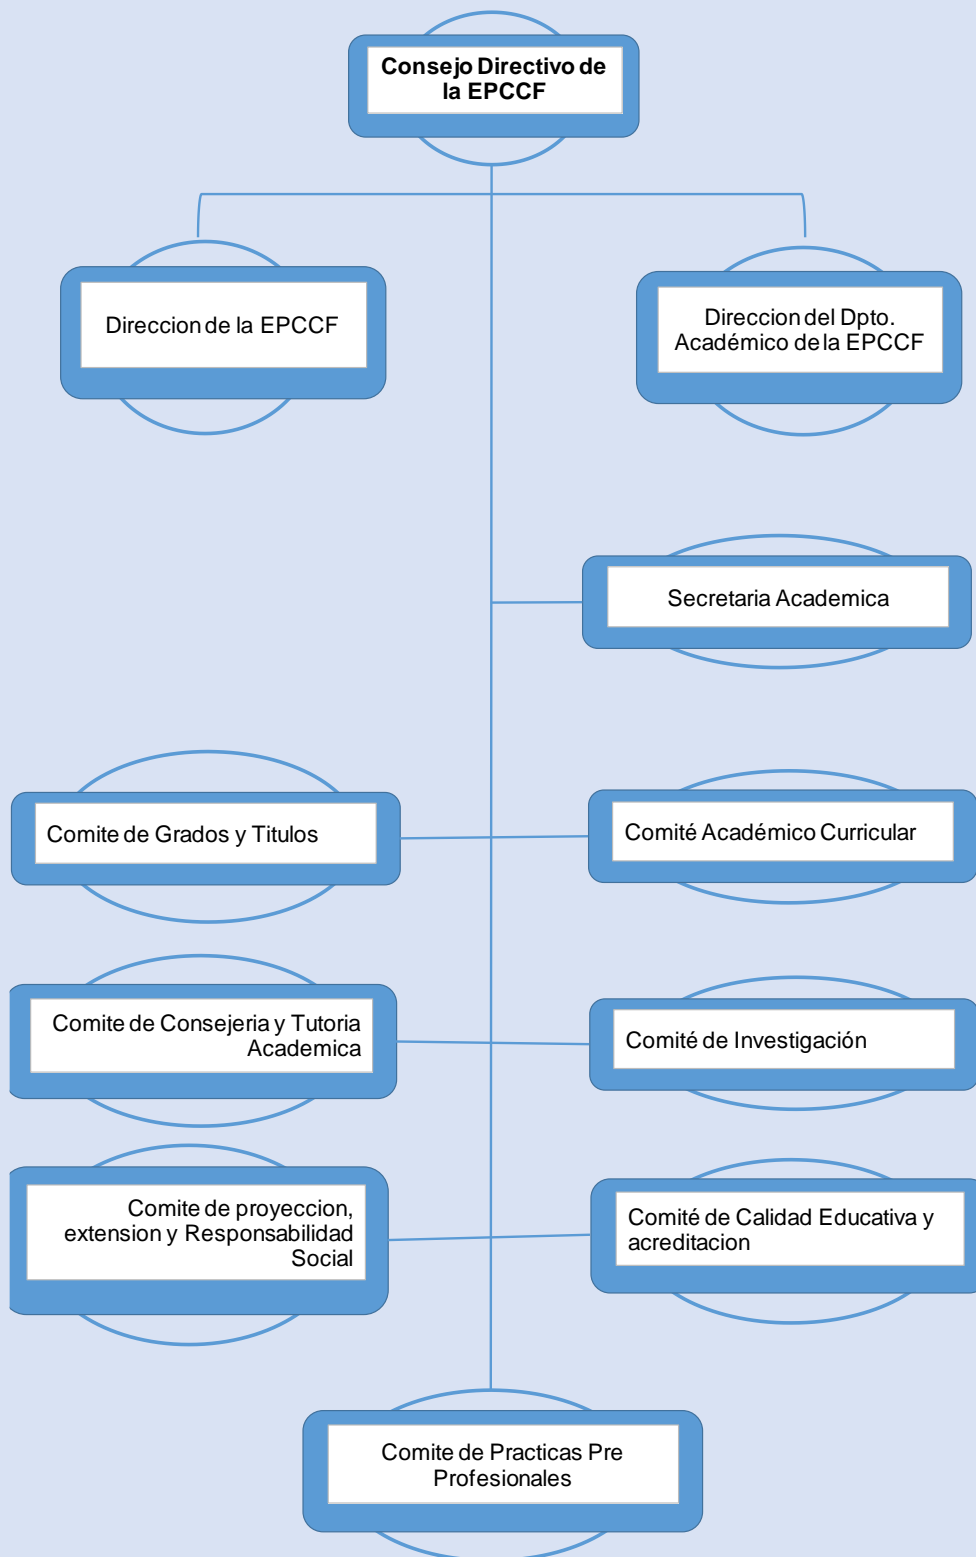 Consejo Directivo de
la EPCCF
Direccion de la EPCCF
Direccion del Dpto.
Académico de la EPCCF
Secretaria Academica
Comite de Grados y Titulos
Comité Académico Curricular
Comite de Consejeria y Tutoria
Academica
Comité de Investigación
Comite de proyeccion,
extension y Responsabilidad
Social
Comité de Calidad Educativa y
acreditacion
Comite de Practicas Pre
Profesionales